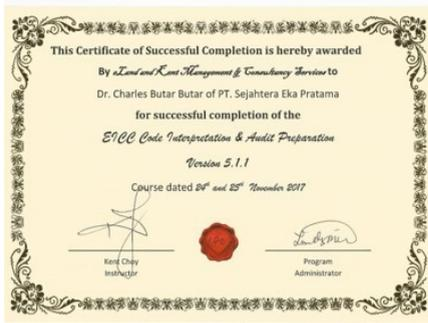 This Certificate of Successful Completion is hereby awarded
By eLand and Kent Management & Consultancy Services to
Dr. Charles Butar Butar of PT. Sejahtera Eka Pratama
for successful completion of the
EICC Code Interpretation & Audit Preparation
Version 5.1.1
Course dated 24th and 25th November 2017
Kent Choy
Instructor
Program
Administrator